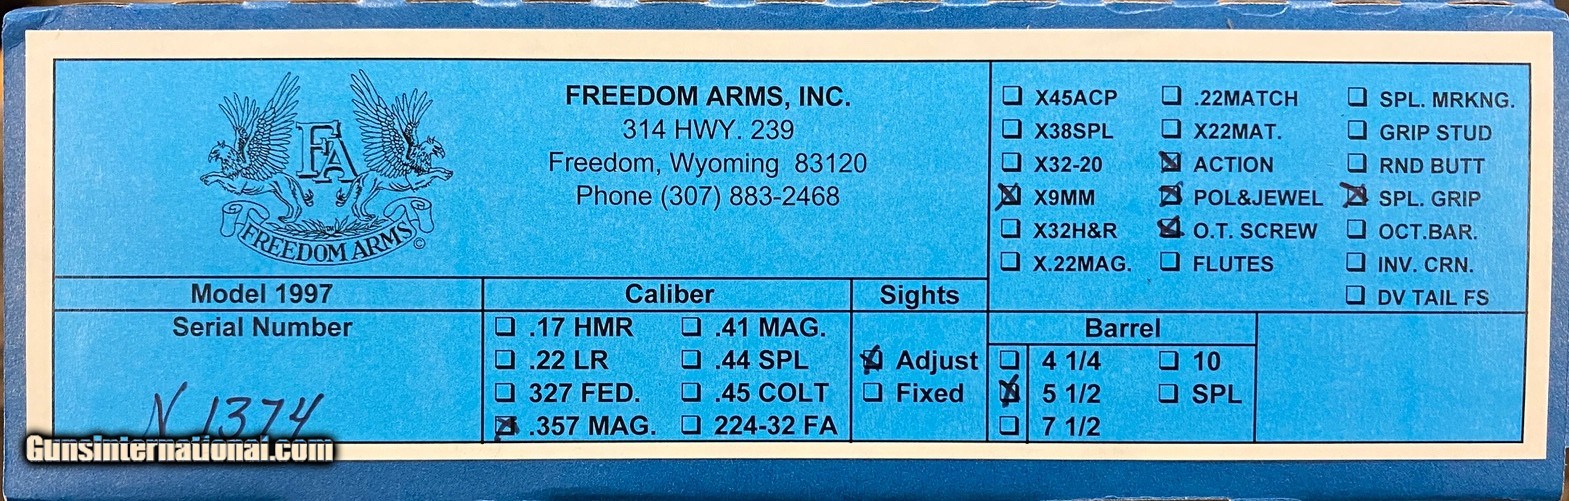 FA
FREEDOM ARMS ©
FREEDOM ARMS, INC.
314 HWY. 239
Freedom, Wyoming 83120
Phone (307) 883-2468
X45ACP .22MATCH SPL. MRKNG.
X38SPL X22MAT. GRIP STUD
X32-20 ACTION RND BUTT
X9MM POL&JEWEL SPL. GRIP
X32H&R O.T. SCREW OCT.BAR.
X.22MAG. FLUTES INV. CRN.
DV TAIL FS
Model 1997
Serial Number
N 1374
Caliber
.17 HMR .41 MAG.
.22 LR .44 SPL
327 FED. .45 COLT
.357 MAG. 224-32 FA
Sights
Adjust
Fixed
Barrel
4 1/4 10
5 1/2 SPL
7 1/2
GunsInternational.com